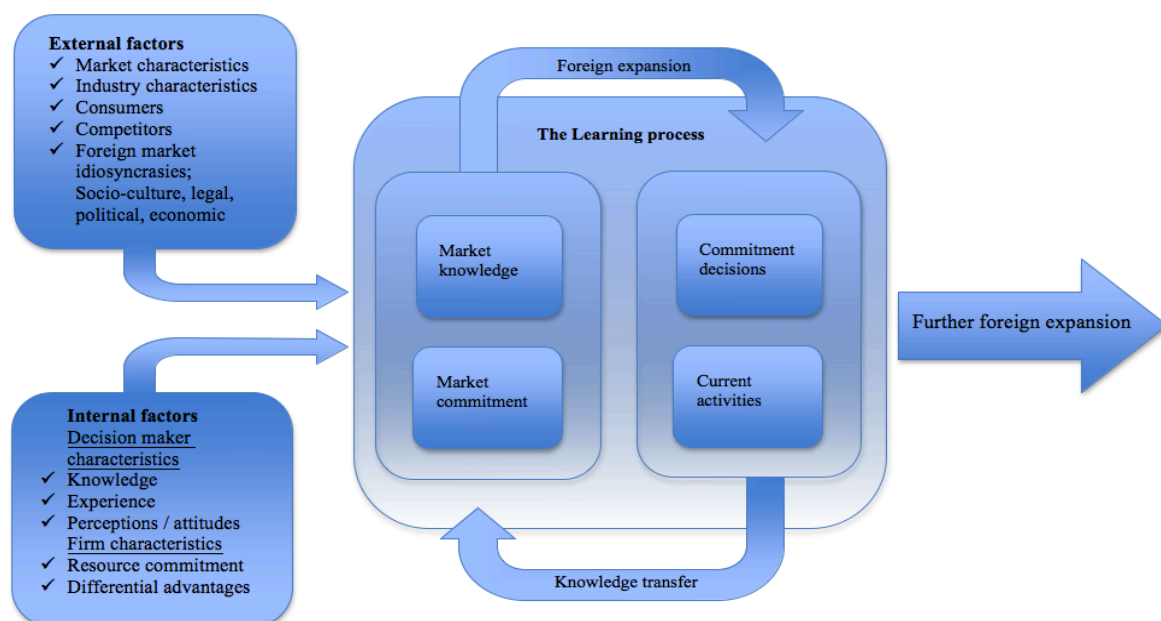 External factors
✓ Market characteristics
✓ Industry characteristics
✓ Consumers
✓ Competitors
✓ Foreign market
idiosyncrasies;
Socio-culture, legal,
political, economic
Internal factors
Decision maker
characteristics
✓ Knowledge
✓ Experience
✓ Perceptions / attitudes
Firm characteristics
✓ Resource commitment
✓ Differential advantages
Foreign expansion
The Learning process
Market
knowledge
Market
commitment
Commitment
decisions
Current
activities
Knowledge transfer
Further foreign expansion